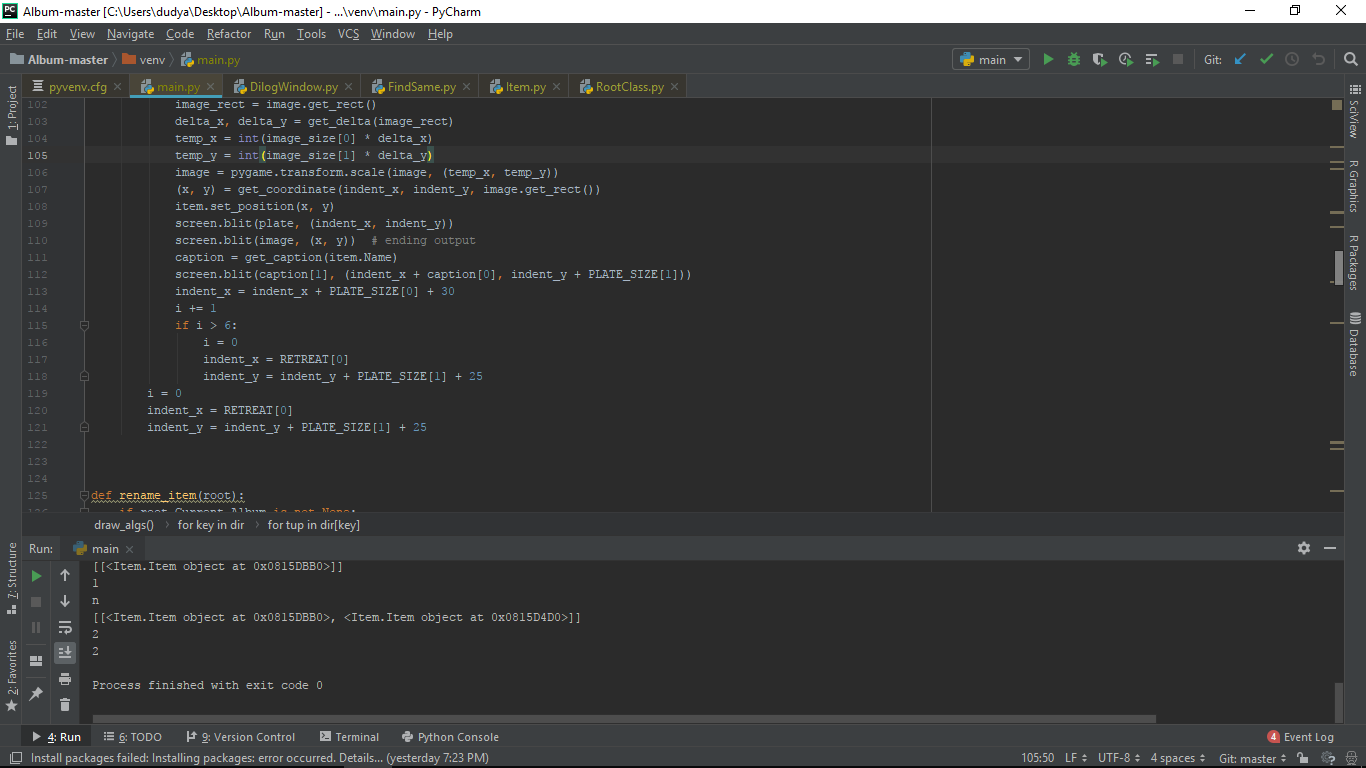 Album-master [C:\Users\dudya\Desktop\Album-master] - ...\venv\main.py - PyCharm
File Edit View Navigate Code Refactor Run Tools VCS Window Help
Album-master venv main.py main Git:
pyvenv.cfg main.py DilogWindow.py FindSame.py Item.py RootClass.py
1: Project
102 image_rect = image.get_rect()
103 delta_x, delta_y = get_delta(image_rect)
104 temp_x = int(image_size[0] * delta_x)
105 temp_y = int(image_size[1] * delta_y)
106 image = pygame.transform.scale(image, (temp_x, temp_y))
107 (x, y) = get_coordinate(indent_x, indent_y, image.get_rect())
108 item.set_position(x, y)
109 screen.blit(plate, (indent_x, indent_y))
110 screen.blit(image, (x, y))  # ending output
111 caption = get_caption(item.Name)
112 screen.blit(caption[1], (indent_x + caption[0], indent_y + PLATE_SIZE[1]))
113 indent_x = indent_x + PLATE_SIZE[0] + 30
114 i += 1
115 if i > 6:
116 i = 0
117 indent_x = RETREAT[0]
118 indent_y = indent_y + PLATE_SIZE[1] + 25
119 i = 0
120 indent_x = RETREAT[0]
121 indent_y = indent_y + PLATE_SIZE[1] + 25
122
123
124
125 def rename_item(root):
126 if root.Current_Album is not None:
SciView
R Graphics
R Packages
Database
draw_algs() for key in dir for tup in dir[key]
Run: main
7: Structure
2: Favorites
[[<Item.Item object at 0x0815DBB0>]]
1
n
[[<Item.Item object at 0x0815DBB0>, <Item.Item object at 0x0815D4D0>]]
2
2
Process finished with exit code 0
4: Run 6: TODO 9: Version Control Terminal Python Console 4 Event Log
Install packages failed: Installing packages: error occurred. Details... (yesterday 7:23 PM) 105:50 LF UTF-8 4 spaces Git: master